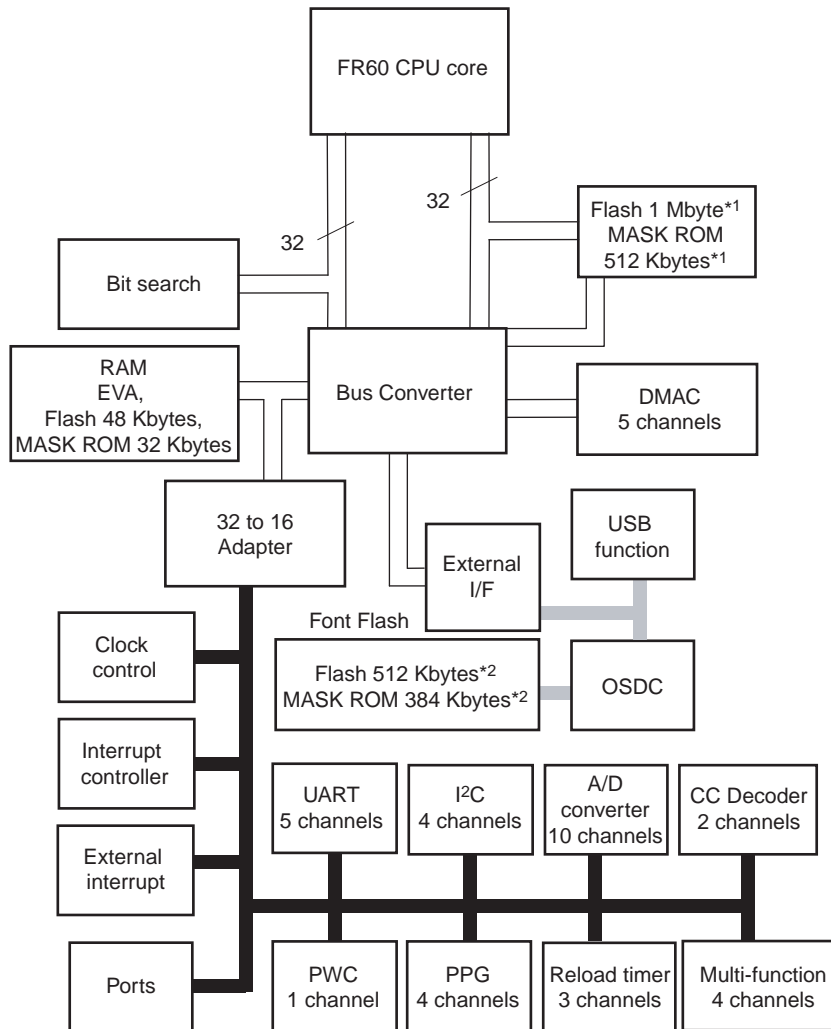 FR60 CPU core
32
32
Flash 1 Mbyte*1
MASK ROM
512 Kbytes*1
Bit search
RAM
EVA,
Flash 48 Kbytes,
MASK ROM 32 Kbytes
Bus Converter
DMAC
5 channels
32 to 16
Adapter
External
I/F
USB
function
Font Flash
Flash 512 Kbytes*2
MASK ROM 384 Kbytes*2
OSDC
Clock
control
Interrupt
controller
External
interrupt
Ports
UART
5 channels
I²C
4 channels
A/D
converter
10 channels
CC Decoder
2 channels
PWC
1 channel
PPG
4 channels
Reload timer
3 channels
Multi-function
4 channels